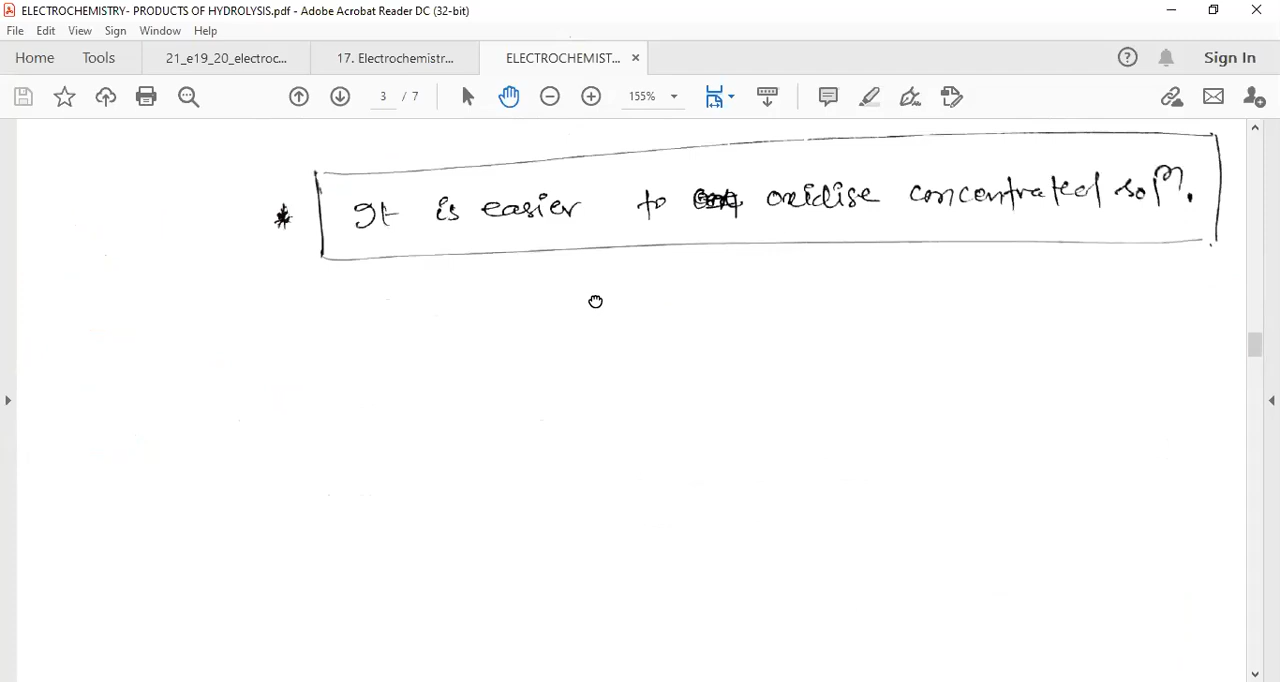 ELECTROCHEMISTRY- PRODUCTS OF HYDROLYSIS.pdf - Adobe Acrobat Reader DC (32-bit)
File Edit View Sign Window Help
Home Tools 21_e19_20_electroc... 17. Electrochemistr... ELECTROCHEMIST... × Sign In
3 / 7 155%
* It is easier to oxidise concentrated solⁿ.